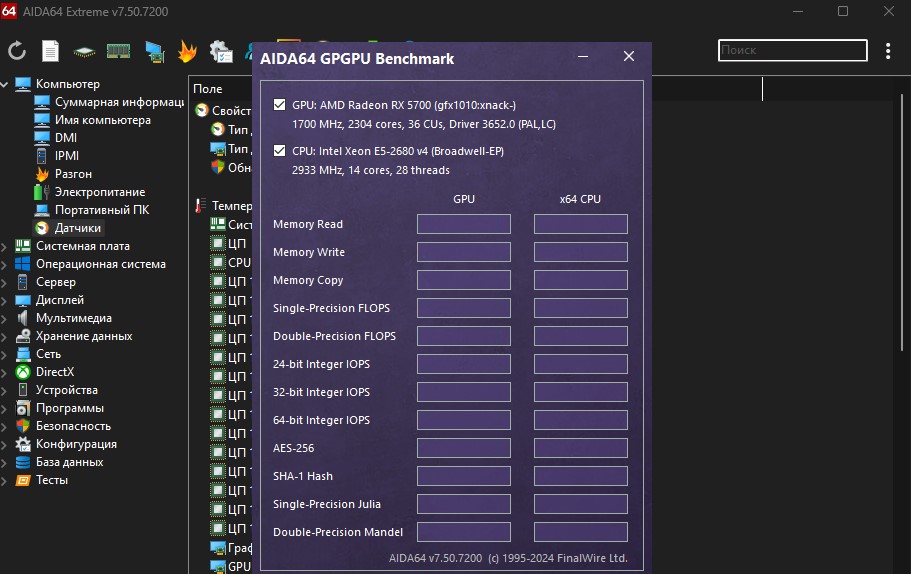 64 AIDA64 Extreme v7.50.7200
Поиск
AIDA64 GPGPU Benchmark
Компьютер
Суммарная информаци
Имя компьютера
DMI
IPMI
Разгон
Электропитание
Портативный ПК
Датчики
Системная плата
Операционная система
Сервер
Дисплей
Мультимедиа
Хранение данных
Сеть
DirectX
Устройства
Программы
Безопасность
Конфигурация
База данных
Тесты
Поле
Свойст
Тип
Тип
Обн
Темпер
Сист
ЦП
CPU
ЦП 
ЦП 
ЦП 
ЦП 
ЦП 
ЦП 
ЦП 
ЦП 
ЦП 
ЦП 
ЦП 
ЦП 
ЦП 
ЦП 
Граф
GPU
GPU: AMD Radeon RX 5700 (gfx1010:xnack-)
1700 MHz, 2304 cores, 36 CUs, Driver 3652.0 (PAL,LC)
CPU: Intel Xeon E5-2680 v4 (Broadwell-EP)
2933 MHz, 14 cores, 28 threads
GPU x64 CPU
Memory Read
Memory Write
Memory Copy
Single-Precision FLOPS
Double-Precision FLOPS
24-bit Integer IOPS
32-bit Integer IOPS
64-bit Integer IOPS
AES-256
SHA-1 Hash
Single-Precision Julia
Double-Precision Mandel
AIDA64 v7.50.7200 (c) 1995-2024 FinalWire Ltd.